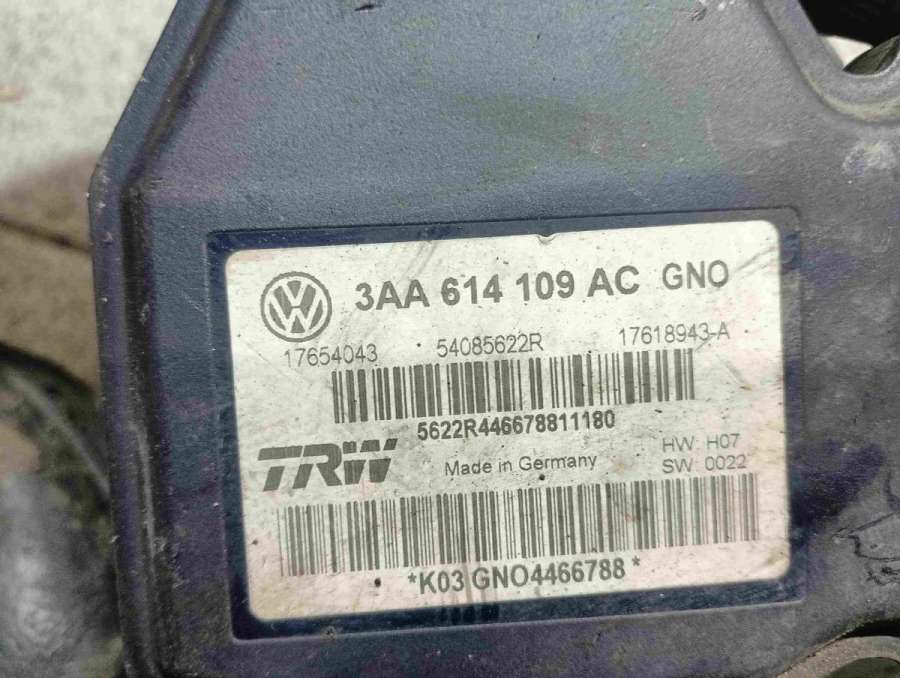 3AA 614 109 AC GNO
17654043 54085622R 17618943-A
5622R446678811180
TRW Made in Germany HW H07
SW 0022
*K03 GNO4466788*